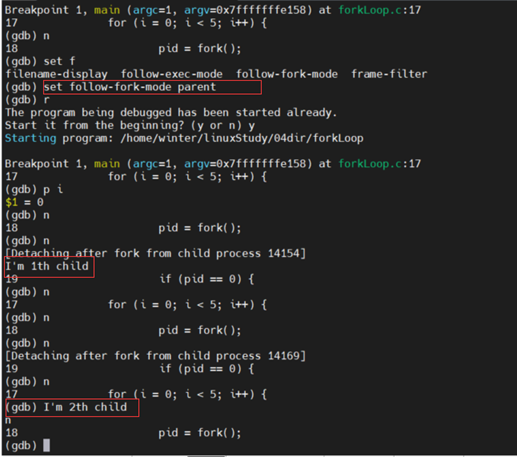 Breakpoint 1, main (argc=1, argv=0x7fffffffe158) at forkLoop.c:17
17 for (i = 0; i < 5; i++) {
(gdb) n
18 pid = fork();
(gdb) set f
filename-display follow-exec-mode follow-fork-mode frame-filter
(gdb) set follow-fork-mode parent
(gdb) r
The program being debugged has been started already.
Start it from the beginning? (y or n) y
Starting program: /home/winter/linuxStudy/04dir/forkLoop
Breakpoint 1, main (argc=1, argv=0x7fffffffe158) at forkLoop.c:17
17 for (i = 0; i < 5; i++) {
(gdb) p i
$1 = 0
(gdb) n
18 pid = fork();
(gdb) n
[Detaching after fork from child process 14154]
I'm 1th child
19 if (pid == 0) {
(gdb) n
17 for (i = 0; i < 5; i++) {
(gdb) n
18 pid = fork();
(gdb) n
[Detaching after fork from child process 14169]
19 if (pid == 0) {
(gdb) n
17 for (i = 0; i < 5; i++) {
(gdb) I'm 2th child
n
18 pid = fork();
(gdb)